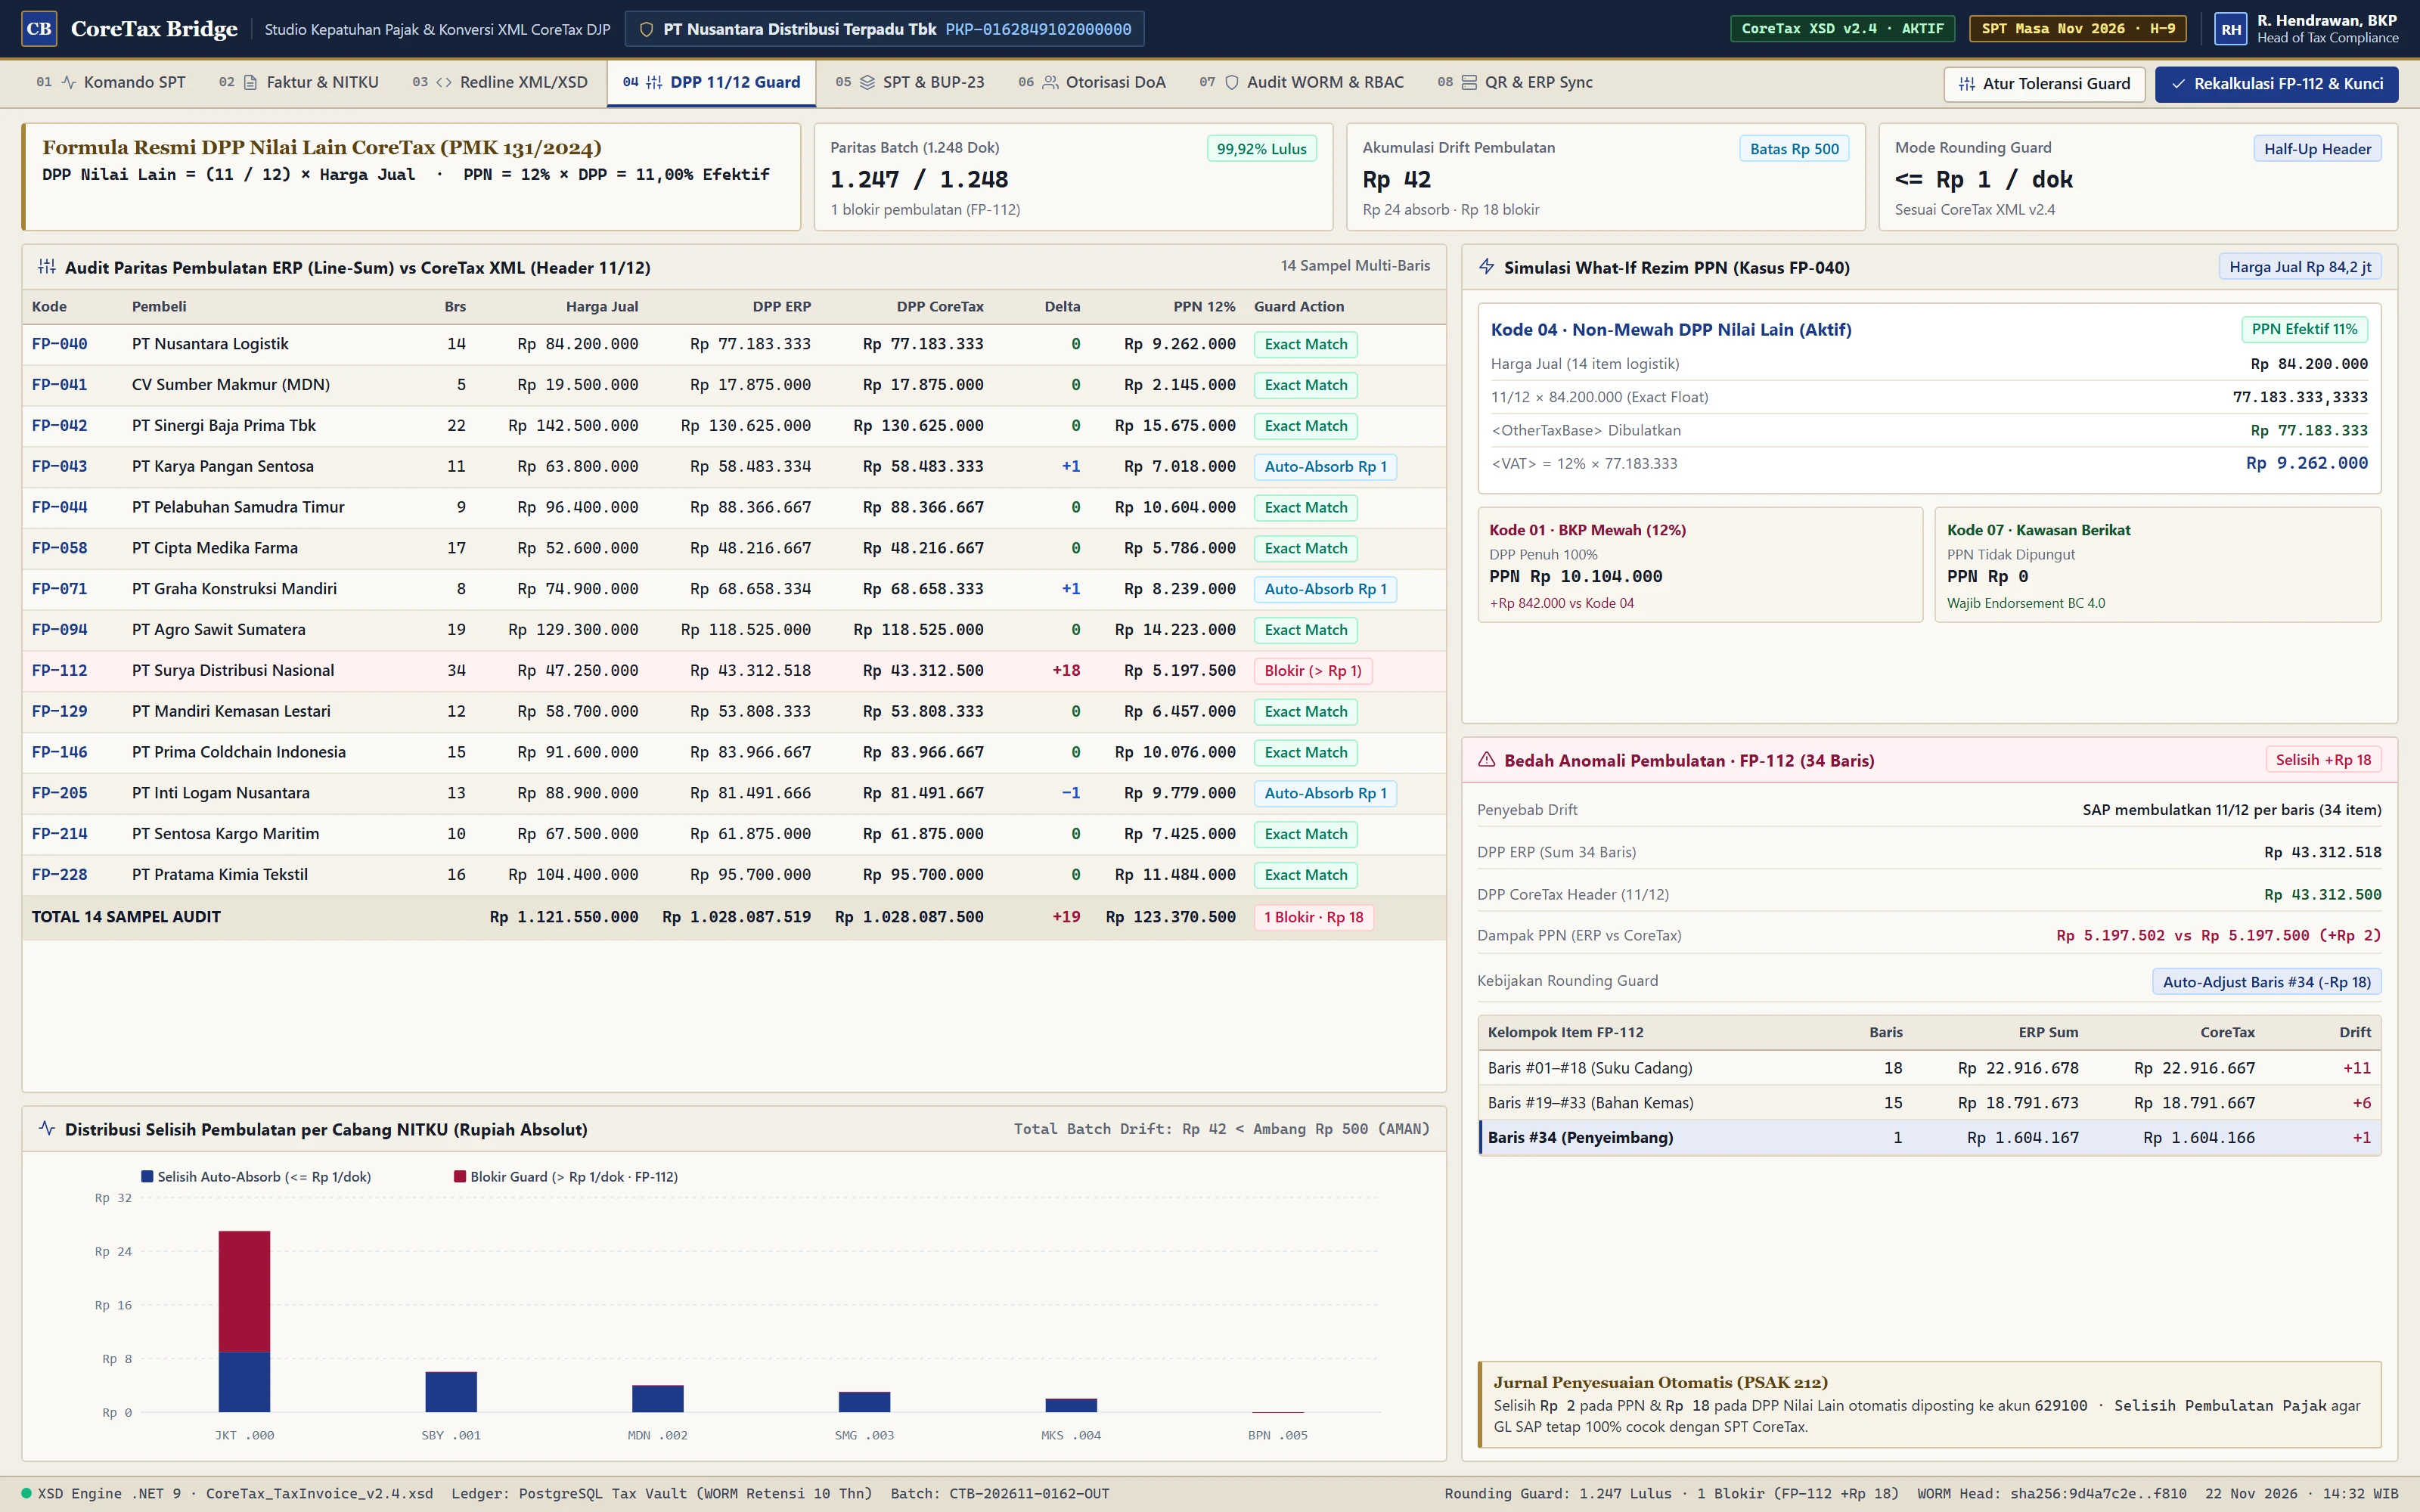 CB CoreTax Bridge Studio Kepatuhan Pajak & Konversi XML CoreTax DJP PT Nusantara Distribusi Terpadu Tbk PKP-0162849102000000 CoreTax XSD v2.4 · AKTIF SPT Masa Nov 2026 · H-9 RH R. Hendrawan, BKP
Head of Tax Compliance
01 Komando SPT 02 Faktur & NITKU 03 Redline XML/XSD 04 DPP 11/12 Guard 05 SPT & BUP-23 06 Otorisasi DoA 07 Audit WORM & RBAC 08 QR & ERP Sync Atur Toleransi Guard Rekalkulasi FP-112 & Kunci
Formula Resmi DPP Nilai Lain CoreTax (PMK 131/2024)
DPP Nilai Lain = (11 / 12) × Harga Jual · PPN = 12% × DPP = 11,00% Efektif
Paritas Batch (1.248 Dok) 99,92% Lulus
1.247 / 1.248
1 blokir pembulatan (FP-112)
Akumulasi Drift Pembulatan Batas Rp 500
Rp 42
Rp 24 absorb · Rp 18 blokir
Mode Rounding Guard Half-Up Header
<= Rp 1 / dok
Sesuai CoreTax XML v2.4
Audit Paritas Pembulatan ERP (Line-Sum) vs CoreTax XML (Header 11/12) 14 Sampel Multi-Baris
Kode Pembeli Brs Harga Jual DPP ERP DPP CoreTax Delta PPN 12% Guard Action
FP-040 PT Nusantara Logistik 14 Rp 84.200.000 Rp 77.183.333 Rp 77.183.333 0 Rp 9.262.000 Exact Match
FP-041 CV Sumber Makmur (MDN) 5 Rp 19.500.000 Rp 17.875.000 Rp 17.875.000 0 Rp 2.145.000 Exact Match
FP-042 PT Sinergi Baja Prima Tbk 22 Rp 142.500.000 Rp 130.625.000 Rp 130.625.000 0 Rp 15.675.000 Exact Match
FP-043 PT Karya Pangan Sentosa 11 Rp 63.800.000 Rp 58.483.334 Rp 58.483.333 +1 Rp 7.018.000 Auto-Absorb Rp 1
FP-044 PT Pelabuhan Samudra Timur 9 Rp 96.400.000 Rp 88.366.667 Rp 88.366.667 0 Rp 10.604.000 Exact Match
FP-058 PT Cipta Medika Farma 17 Rp 52.600.000 Rp 48.216.667 Rp 48.216.667 0 Rp 5.786.000 Exact Match
FP-071 PT Graha Konstruksi Mandiri 8 Rp 74.900.000 Rp 68.658.334 Rp 68.658.333 +1 Rp 8.239.000 Auto-Absorb Rp 1
FP-094 PT Agro Sawit Sumatera 19 Rp 129.300.000 Rp 118.525.000 Rp 118.525.000 0 Rp 14.223.000 Exact Match
FP-112 PT Surya Distribusi Nasional 34 Rp 47.250.000 Rp 43.312.518 Rp 43.312.500 +18 Rp 5.197.500 Blokir (> Rp 1)
FP-129 PT Mandiri Kemasan Lestari 12 Rp 58.700.000 Rp 53.808.333 Rp 53.808.333 0 Rp 6.457.000 Exact Match
FP-146 PT Prima Coldchain Indonesia 15 Rp 91.600.000 Rp 83.966.667 Rp 83.966.667 0 Rp 10.076.000 Exact Match
FP-205 PT Inti Logam Nusantara 13 Rp 88.900.000 Rp 81.491.666 Rp 81.491.667 −1 Rp 9.779.000 Auto-Absorb Rp 1
FP-214 PT Sentosa Kargo Maritim 10 Rp 67.500.000 Rp 61.875.000 Rp 61.875.000 0 Rp 7.425.000 Exact Match
FP-228 PT Pratama Kimia Tekstil 16 Rp 104.400.000 Rp 95.700.000 Rp 95.700.000 0 Rp 11.484.000 Exact Match
TOTAL 14 SAMPEL AUDIT Rp 1.121.550.000 Rp 1.028.087.519 Rp 1.028.087.500 +19 Rp 123.370.500 1 Blokir · Rp 18
Distribusi Selisih Pembulatan per Cabang NITKU (Rupiah Absolut) Total Batch Drift: Rp 42 < Ambang Rp 500 (AMAN)
Selisih Auto-Absorb (<= Rp 1/dok) Blokir Guard (> Rp 1/dok · FP-112)
Rp 32
Rp 24
Rp 16
Rp 8
Rp 0
JKT .000 SBY .001 MDN .002 SMG .003 MKS .004 BPN .005
Simulasi What-If Rezim PPN (Kasus FP-040) Harga Jual Rp 84,2 jt
Kode 04 · Non-Mewah DPP Nilai Lain (Aktif) PPN Efektif 11%
Harga Jual (14 item logistik) Rp 84.200.000
11/12 × 84.200.000 (Exact Float) 77.183.333,3333
<OtherTaxBase> Dibulatkan Rp 77.183.333
<VAT> = 12% × 77.183.333 Rp 9.262.000
Kode 01 · BKP Mewah (12%)
DPP Penuh 100%
PPN Rp 10.104.000
+Rp 842.000 vs Kode 04
Kode 07 · Kawasan Berikat
PPN Tidak Dipungut
PPN Rp 0
Wajib Endorsement BC 4.0
Bedah Anomali Pembulatan · FP-112 (34 Baris) Selisih +Rp 18
Penyebab Drift SAP membulatkan 11/12 per baris (34 item)
DPP ERP (Sum 34 Baris) Rp 43.312.518
DPP CoreTax Header (11/12) Rp 43.312.500
Dampak PPN (ERP vs CoreTax) Rp 5.197.502 vs Rp 5.197.500 (+Rp 2)
Kebijakan Rounding Guard Auto-Adjust Baris #34 (-Rp 18)
Kelompok Item FP-112 Baris ERP Sum CoreTax Drift
Baris #01–#18 (Suku Cadang) 18 Rp 22.916.678 Rp 22.916.667 +11
Baris #19–#33 (Bahan Kemas) 15 Rp 18.791.673 Rp 18.791.667 +6
Baris #34 (Penyeimbang) 1 Rp 1.604.167 Rp 1.604.166 +1
Jurnal Penyesuaian Otomatis (PSAK 212)
Selisih Rp 2 pada PPN & Rp 18 pada DPP Nilai Lain otomatis diposting ke akun 629100 · Selisih Pembulatan Pajak agar
GL SAP tetap 100% cocok dengan SPT CoreTax.
XSD Engine .NET 9 · CoreTax_TaxInvoice_v2.4.xsd Ledger: PostgreSQL Tax Vault (WORM Retensi 10 Thn) Batch: CTB-202611-0162-OUT Rounding Guard: 1.247 Lulus · 1 Blokir (FP-112 +Rp 18) WORM Head: sha256:9d4a7c2e..f810 22 Nov 2026 · 14:32 WIB